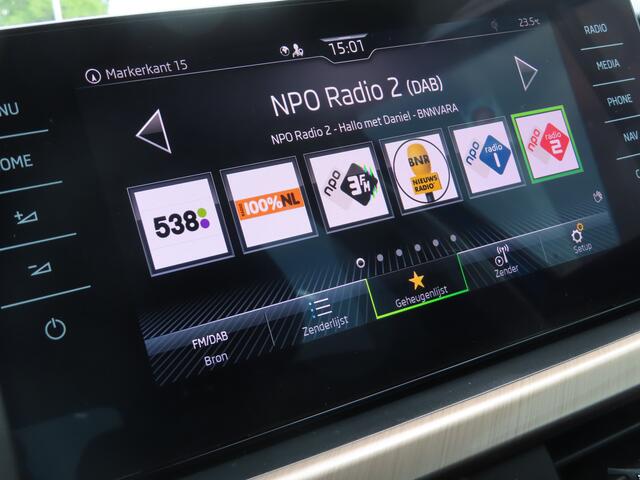 Markerkant 15
15:01
23.5°C
NPO Radio 2 (DAB)
NPO Radio 2 - Hallo met Daniel - BNNVARA
538
100%NL
npo 3FM
BNR
NIEUWS
RADIO
npo radio 1
npo radio 2
FM/DAB
Bron
Zenderlijst
Geheugenlijst
Zender
Setup
MENU
HOME
RADIO
MEDIA
PHONE
NAV